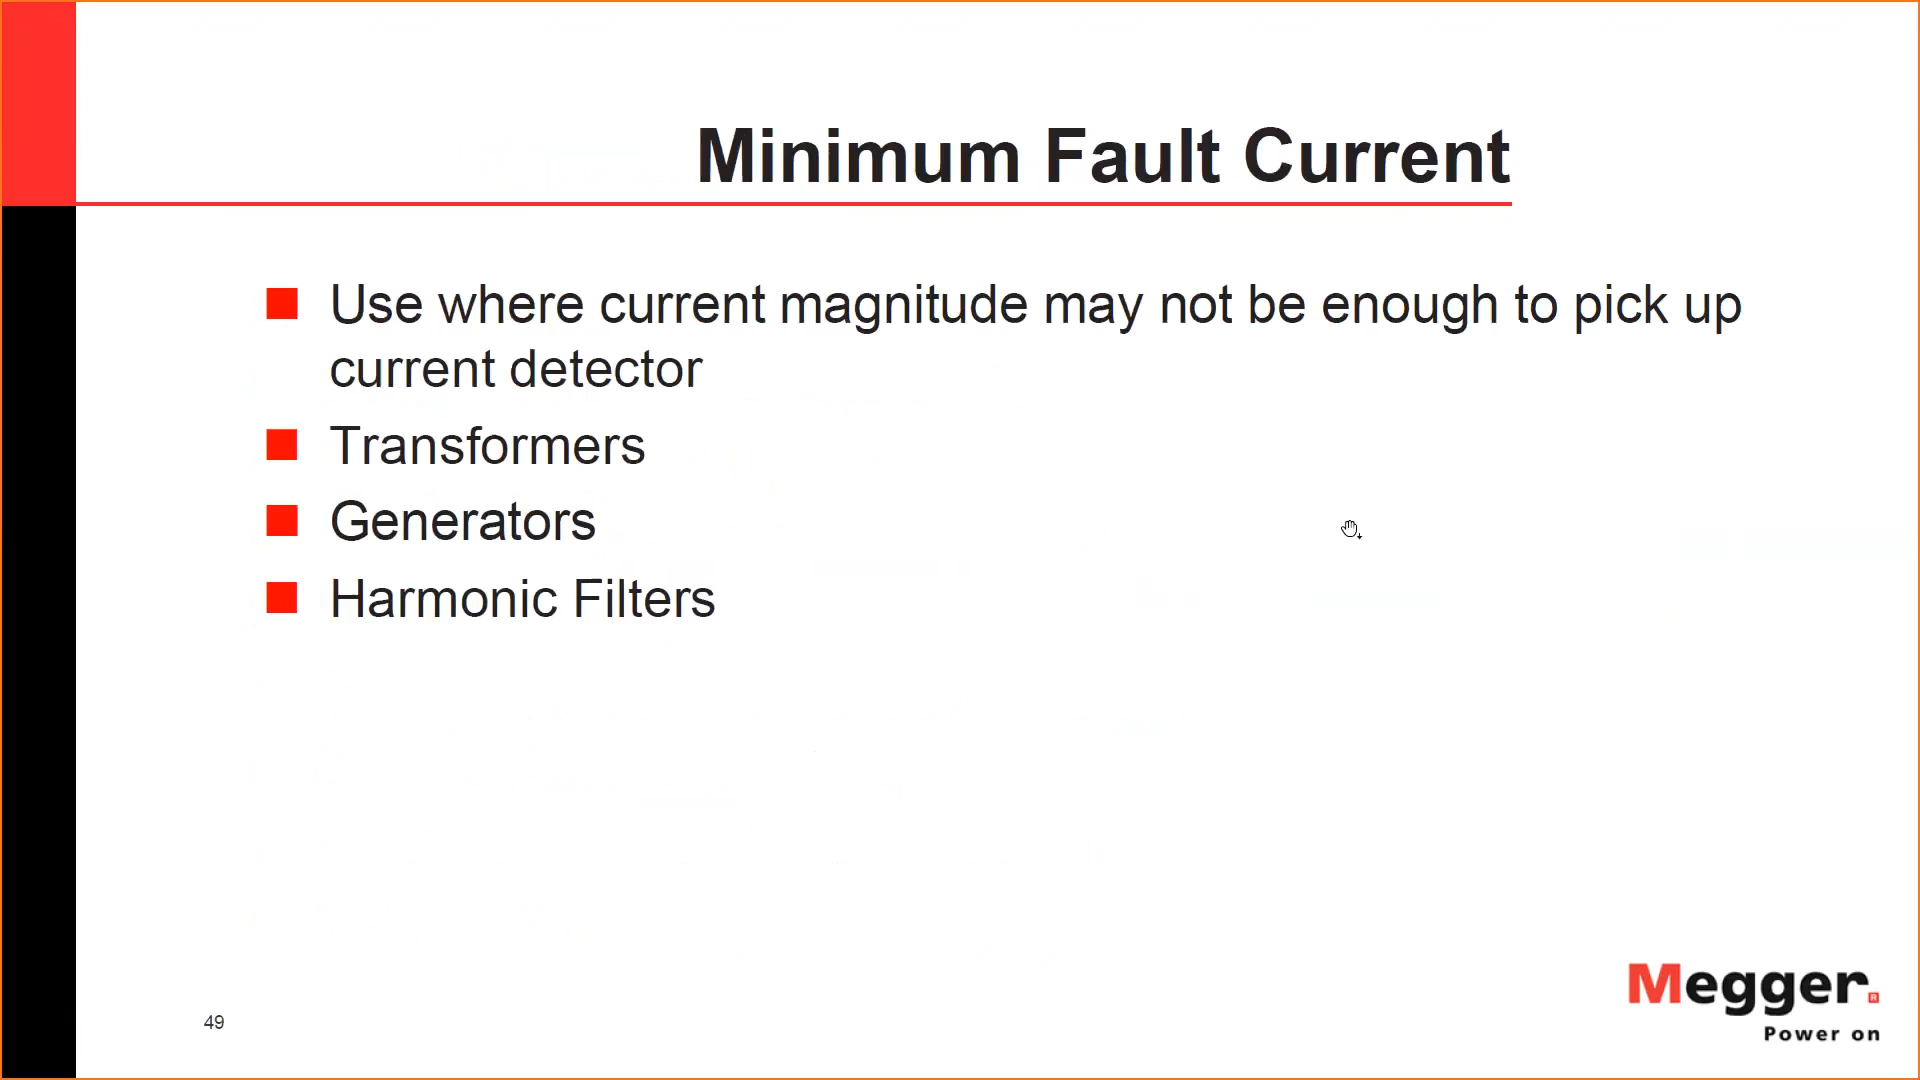 Minimum Fault Current
Use where current magnitude may not be enough to pick up
current detector
Transformers
Generators
Harmonic Filters
49
Megger.
Power on